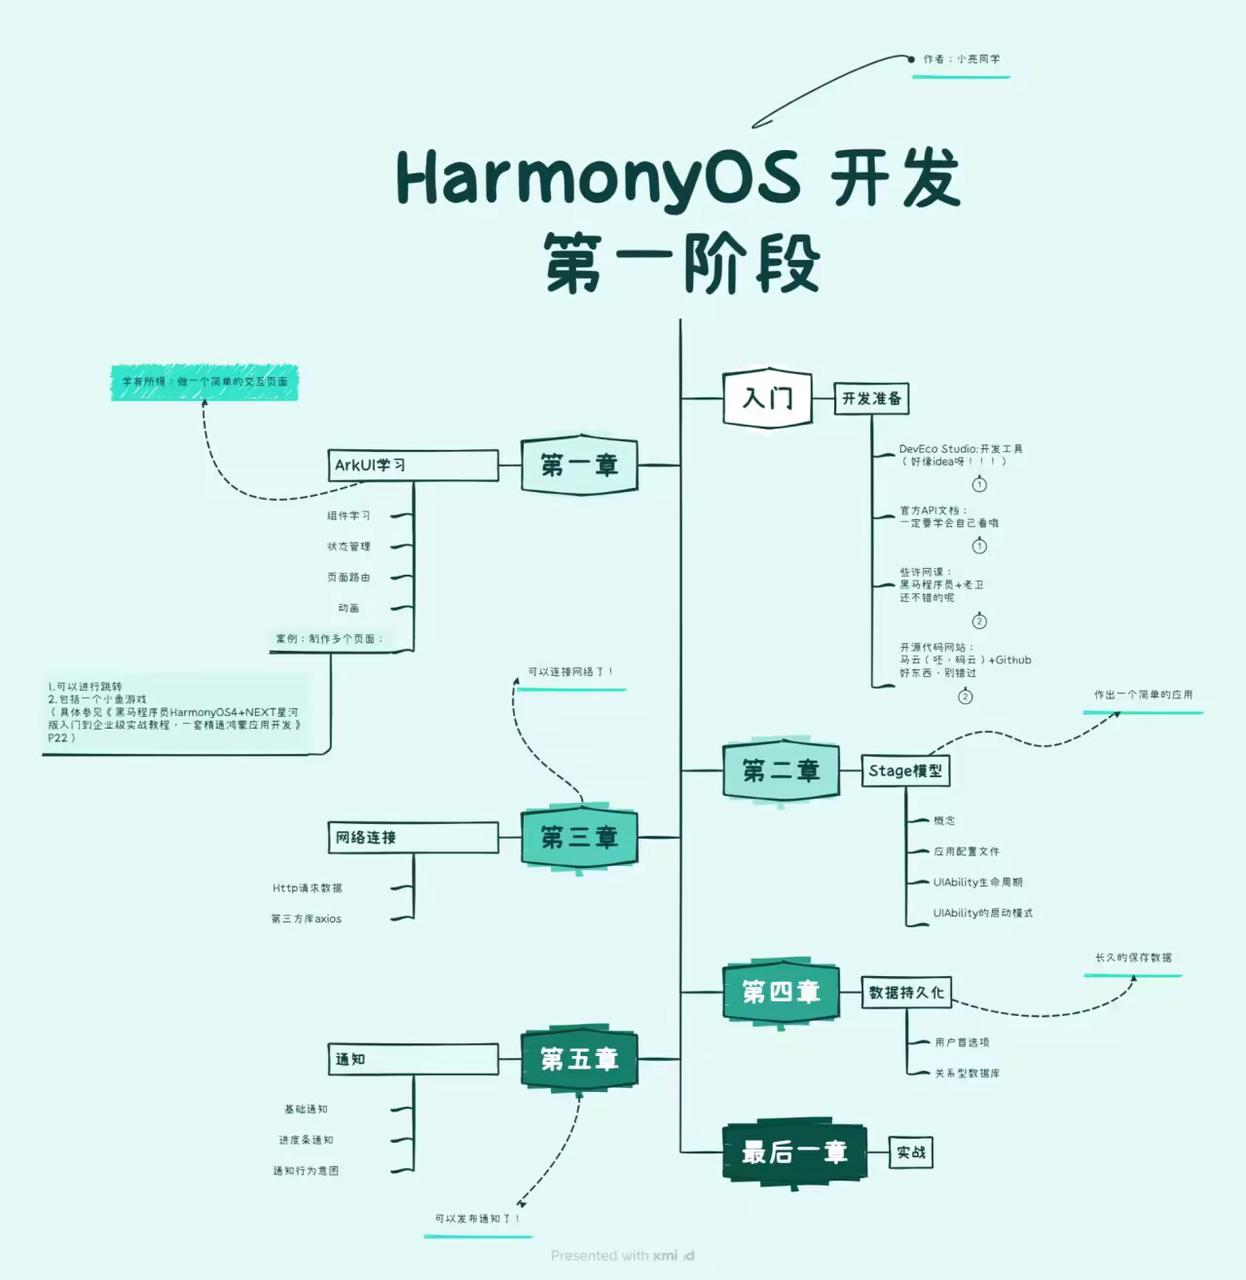 作者：小亮同学
HarmonyOS 开发
第一阶段
入门
开发准备
DevEco Studio:开发工具
（好像idea呀！！！）
1
官方API文档：
一定要学会自己看哦
1
些许网课：
黑马程序员+老卫
还不错的呢
2
开源代码网站：
马云（呸，码云）+Github
好东西，别错过
2
学有所得：做一个简单的交互页面
第一章
ArkUI学习
组件学习
状态管理
页面路由
动画
案例：制作多个页面：
1.可以进行跳转
2.包括一个小鱼游戏
（具体参见《黑马程序员HarmonyOS4+NEXT星河
版入门到企业级实战教程，一套精通鸿蒙应用开发》
P22）
作出一个简单的应用
第二章
Stage模型
概念
应用配置文件
UIAbility生命周期
UIAbility的启动模式
可以连接网络了！
第三章
网络连接
Http请求数据
第三方库axios
长久的保存数据
第四章
数据持久化
用户首选项
关系型数据库
第五章
通知
基础通知
进度条通知
通知行为意图
可以发布通知了！
最后一章
实战
Presented with xmind